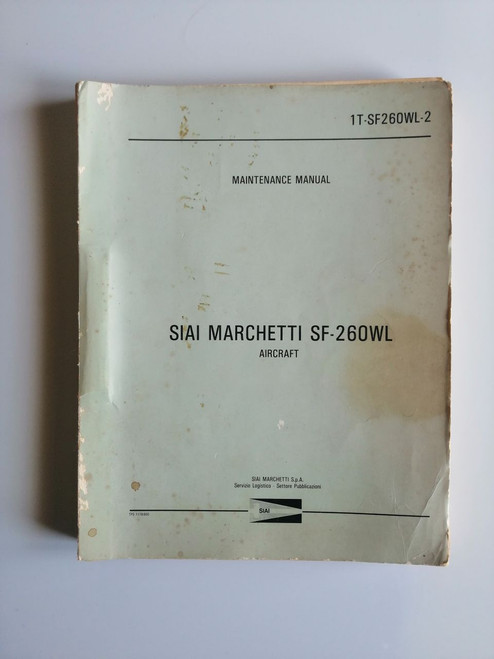 1T-SF260WL-2
MAINTENANCE MANUAL
SIAI MARCHETTI SF-260WL
AIRCRAFT
SIAI MARCHETTI S.p.A.
Servizio Logistico - Settore Pubblicazioni
SIAI